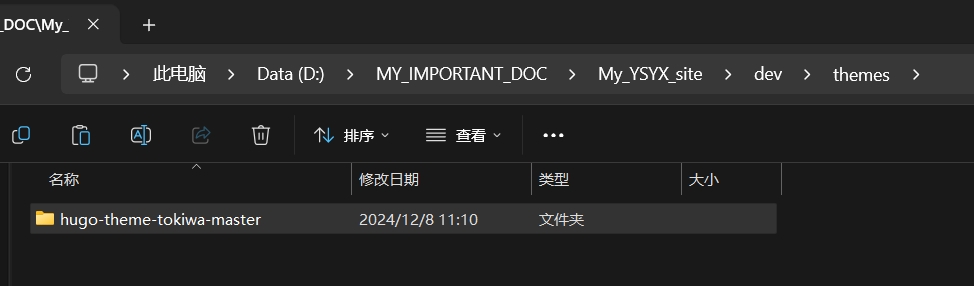 _DOC\My_
此电脑 > Data (D:) > MY_IMPORTANT_DOC > My_YSYX_site > dev > themes >
排序 查看
名称 修改日期 类型 大小
hugo-theme-tokiwa-master 2024/12/8 11:10 文件夹